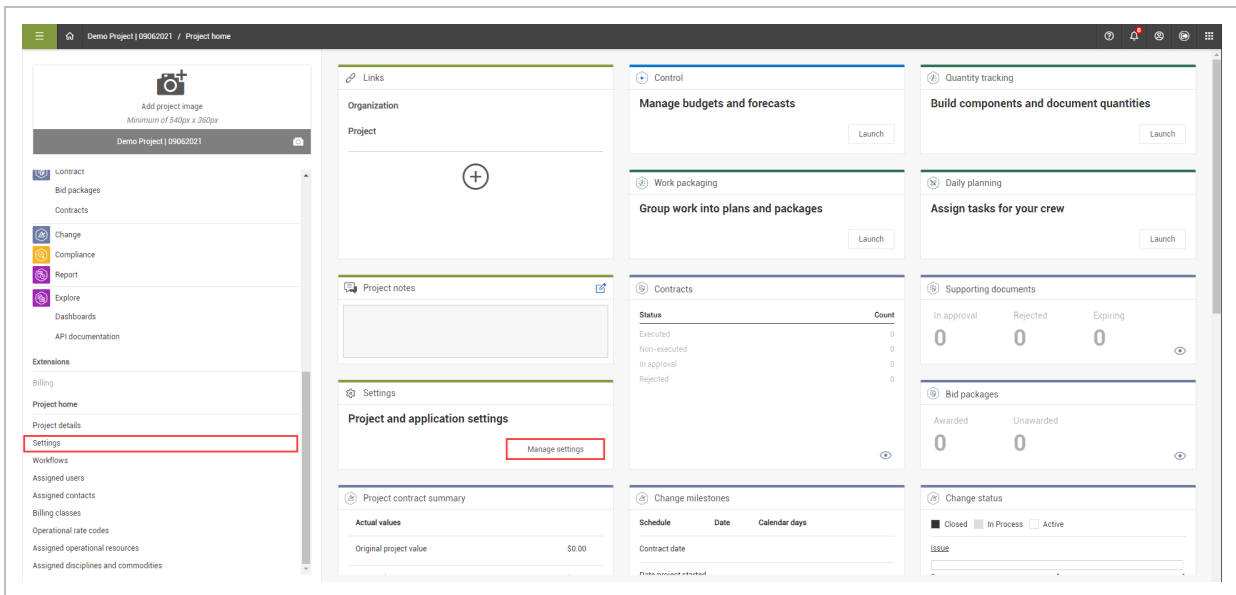 Demo Project | 09062021 / Project home
Add project image
Minimum of 540px x 360px
Demo Project | 09062021
Contract
Bid packages
Contracts
Change
Compliance
Report
Explore
Dashboards
API documentation
Extensions
Billing
Project home
Project details
Settings
Workflows
Assigned users
Assigned contacts
Billing classes
Operational rate codes
Assigned operational resources
Assigned disciplines and commodities
Links
Organization
Project
Project notes
Settings
Project and application settings
Manage settings
Project contract summary
Actual values
Original project value $0.00
Control
Manage budgets and forecasts
Launch
Work packaging
Group work into plans and packages
Launch
Contracts
Status Count
Executed 0
Non-executed 0
In approval 0
Rejected 0
Change milestones
Schedule Date Calendar days
Contract date
Date project started
Quantity tracking
Build components and document quantities
Launch
Daily planning
Assign tasks for your crew
Launch
Supporting documents
In approval Rejected Expiring
0 0 0
Bid packages
Awarded Unawarded
0 0
Change status
Closed In Process Active
Issue